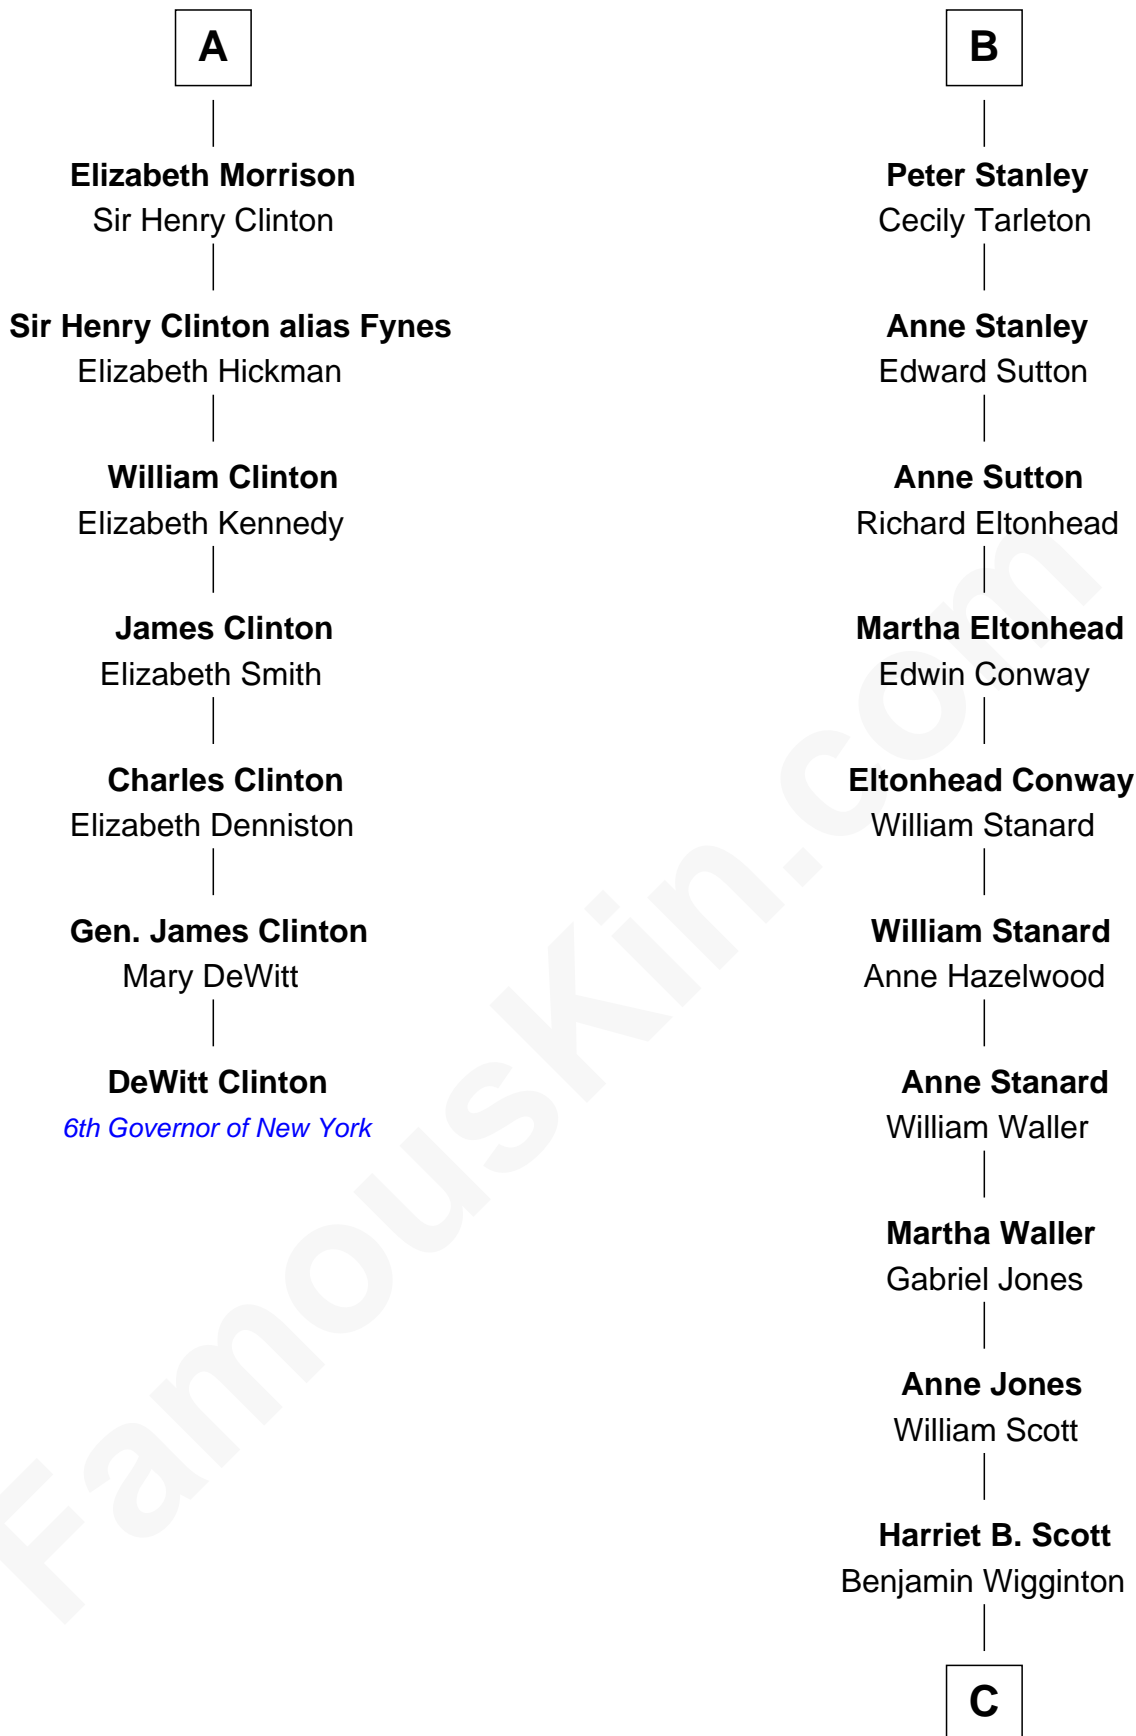 A
Elizabeth Morrison
Sir Henry Clinton
Sir Henry Clinton alias Fynes
Elizabeth Hickman
William Clinton
Elizabeth Kennedy
James Clinton
Elizabeth Smith
Charles Clinton
Elizabeth Denniston
Gen. James Clinton
Mary DeWitt
DeWitt Clinton
6th Governor of New York
B
Peter Stanley
Cecily Tarleton
Anne Stanley
Edward Sutton
Anne Sutton
Richard Eltonhead
Martha Eltonhead
Edwin Conway
Eltonhead Conway
William Stanard
William Stanard
Anne Hazelwood
Anne Stanard
William Waller
Martha Waller
Gabriel Jones
Anne Jones
William Scott
Harriet B. Scott
Benjamin Wigginton
C
FamousKin.com